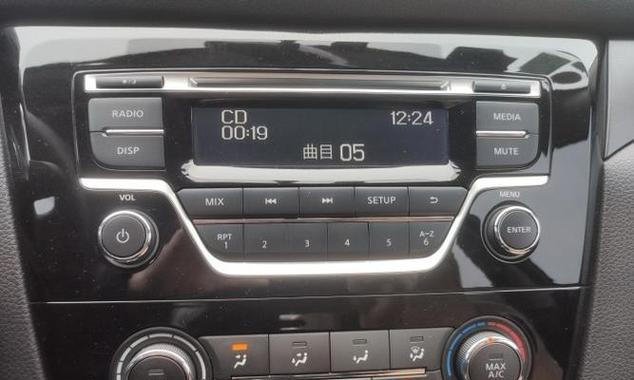 RADIO
CD 12:24
MEDIA
00:19
DISP
曲目 05
MUTE
VOL
MIX
SETUP
MENU
RPT
1
2
3
4
5
A-Z
6
ENTER
MAX
A/C